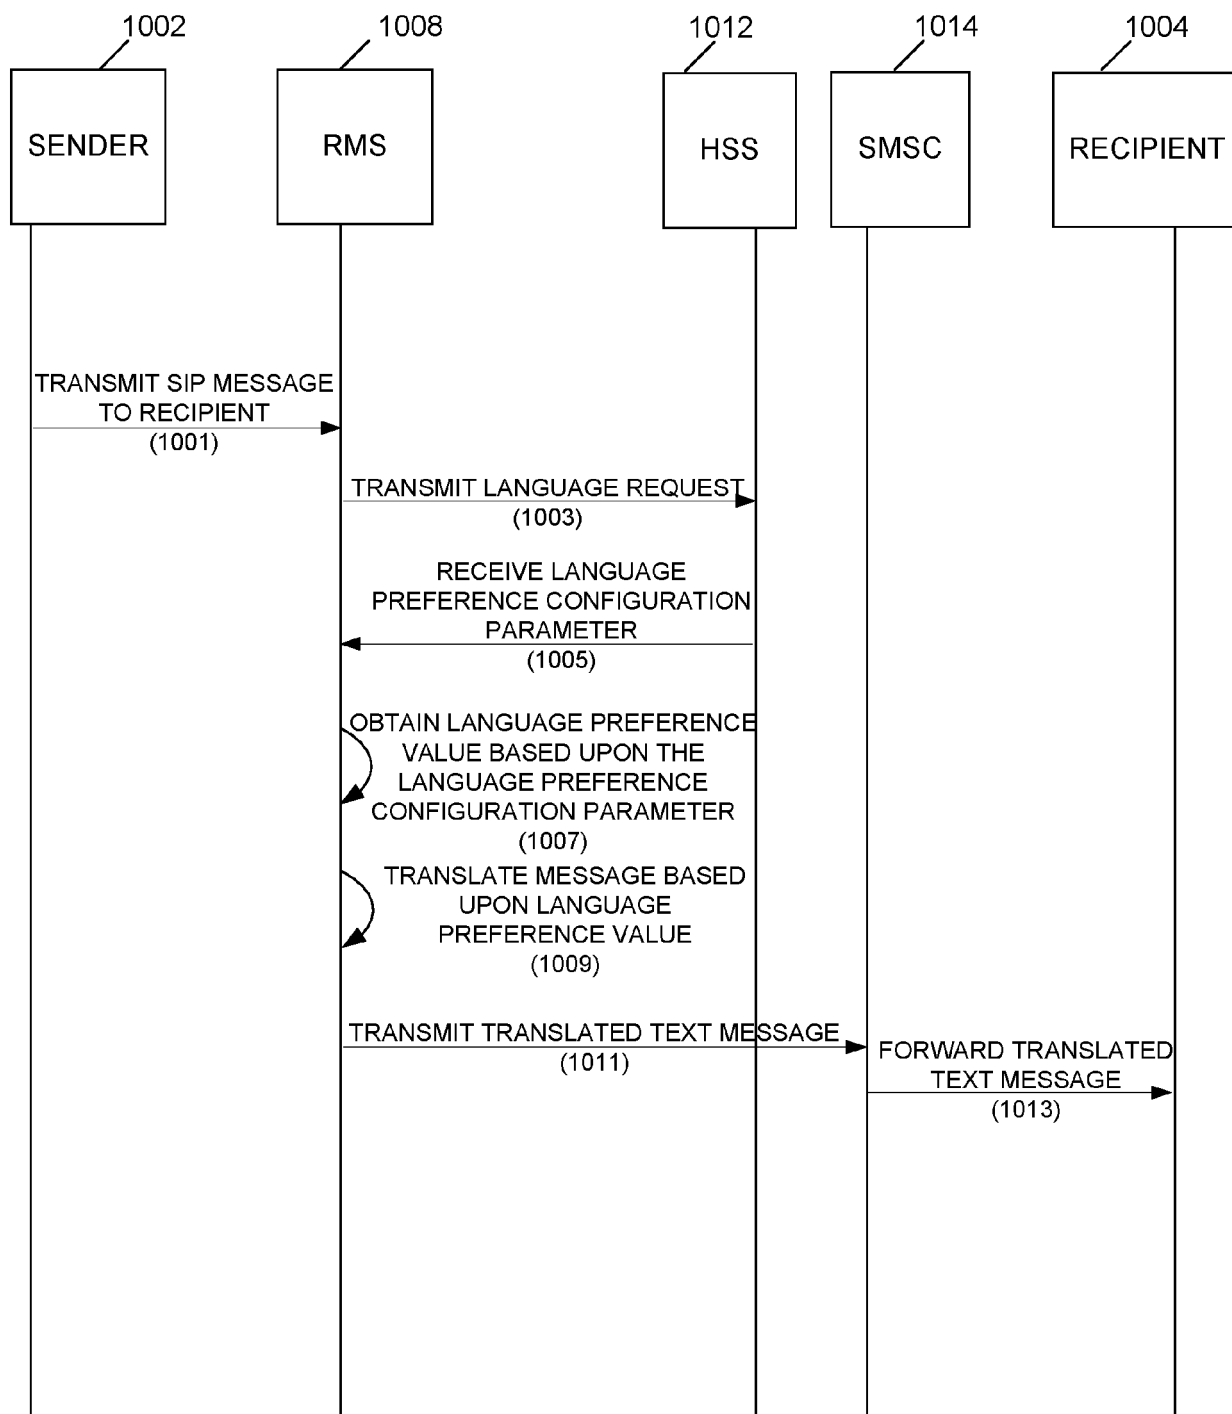 1002
1008
1012
1014
1004
SENDER
RMS
HSS
SMSC
RECIPIENT
TRANSMIT SIP MESSAGE
TO RECIPIENT
(1001)
TRANSMIT LANGUAGE REQUEST
(1003)
RECEIVE LANGUAGE
PREFERENCE CONFIGURATION
PARAMETER
(1005)
OBTAIN LANGUAGE PREFERENCE
VALUE BASED UPON THE
LANGUAGE PREFERENCE
CONFIGURATION PARAMETER
(1007)
TRANSLATE MESSAGE BASED
UPON LANGUAGE
PREFERENCE VALUE
(1009)
TRANSMIT TRANSLATED TEXT MESSAGE
(1011)
FORWARD TRANSLATED
TEXT MESSAGE
(1013)